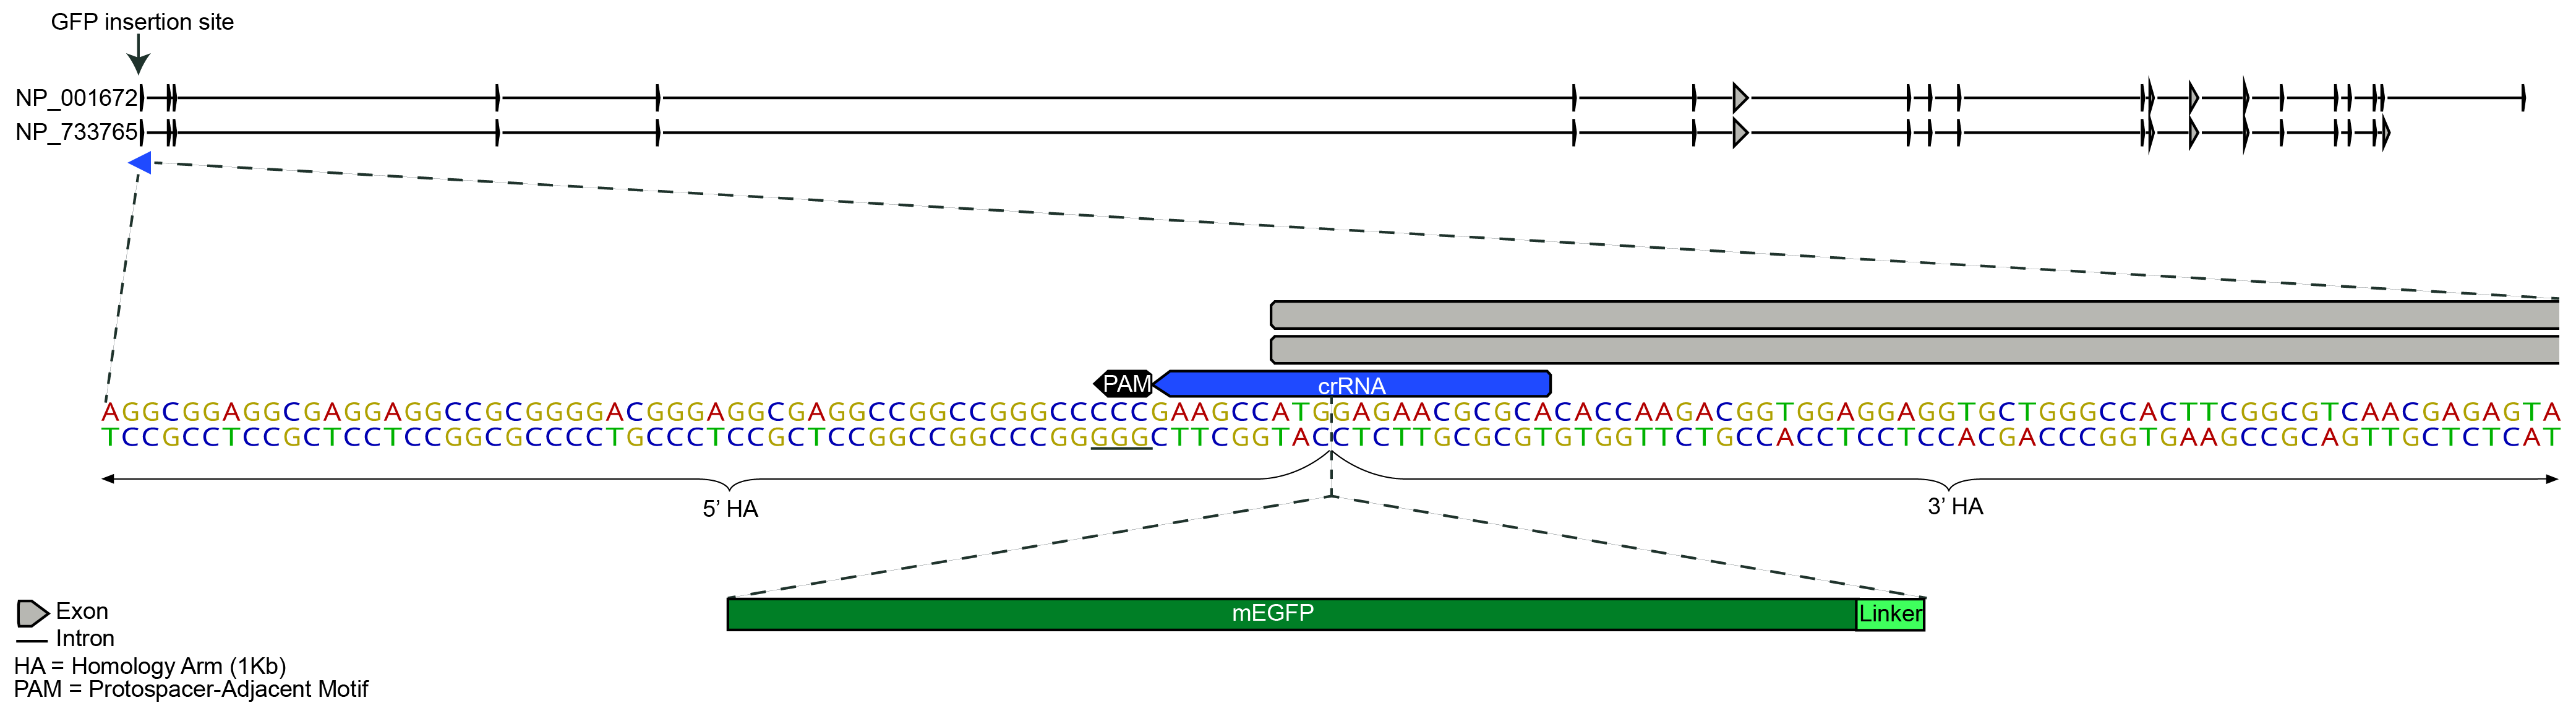 GFP insertion site
NP_001672
NP_733765
PAM crRNA
AGGCGGAGGCGAGGAGGCCGCGGGGACGGGAGGCGAGGCCGGCCGGGCCCCCGAAGCCATGGAGAACGCGCACACCAAGACGGTGGAGGAGGTGCTGGGCCACTTCGGCGTCAACGAGAGTA
TCCGCCTCCGCTCCTCCGGCGCCCCTGCCCTCCGCTCCGGCCGGCCCGGGGGCTTCGGTACCTCTTGCGCGTGTGGTTCTGCCACCTCCTCCACGACCCGGTGAAGCCGCAGTTGCTCTCAT
5’ HA
3’ HA
mEGFP Linker
Exon
Intron
HA = Homology Arm (1Kb)
PAM = Protospacer-Adjacent Motif